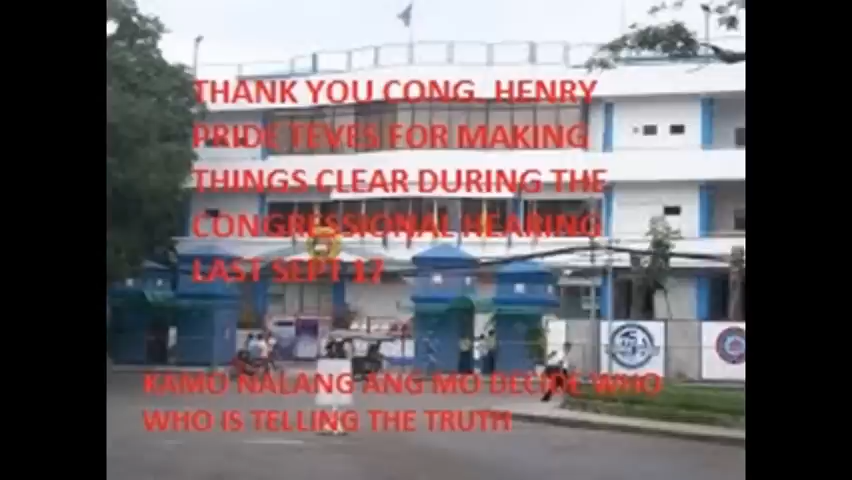 THANK YOU CONG. HENRY
PRIDE TEVES FOR MAKING
THINGS CLEAR DURING THE
CONGRESSIONAL HEARING
LAST SEPT 17
KAMO NALANG ANG MO DECIDE WHO
WHO IS TELLING THE TRUTH